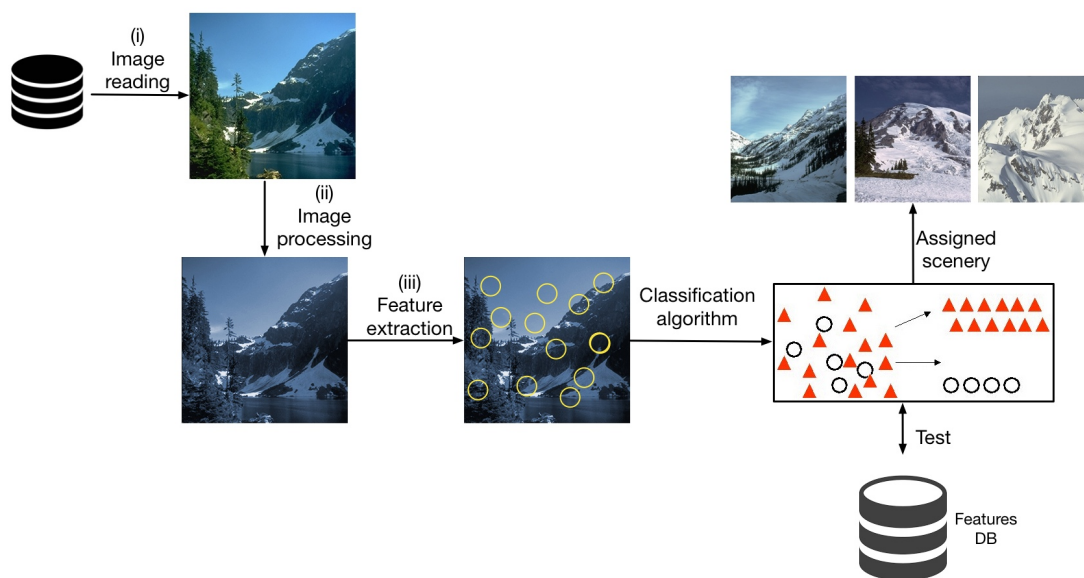 (i)
Image
reading
(ii)
Image
processing
(iii)
Feature
extraction
Classification
algorithm
Assigned
scenery
Test
Features
DB